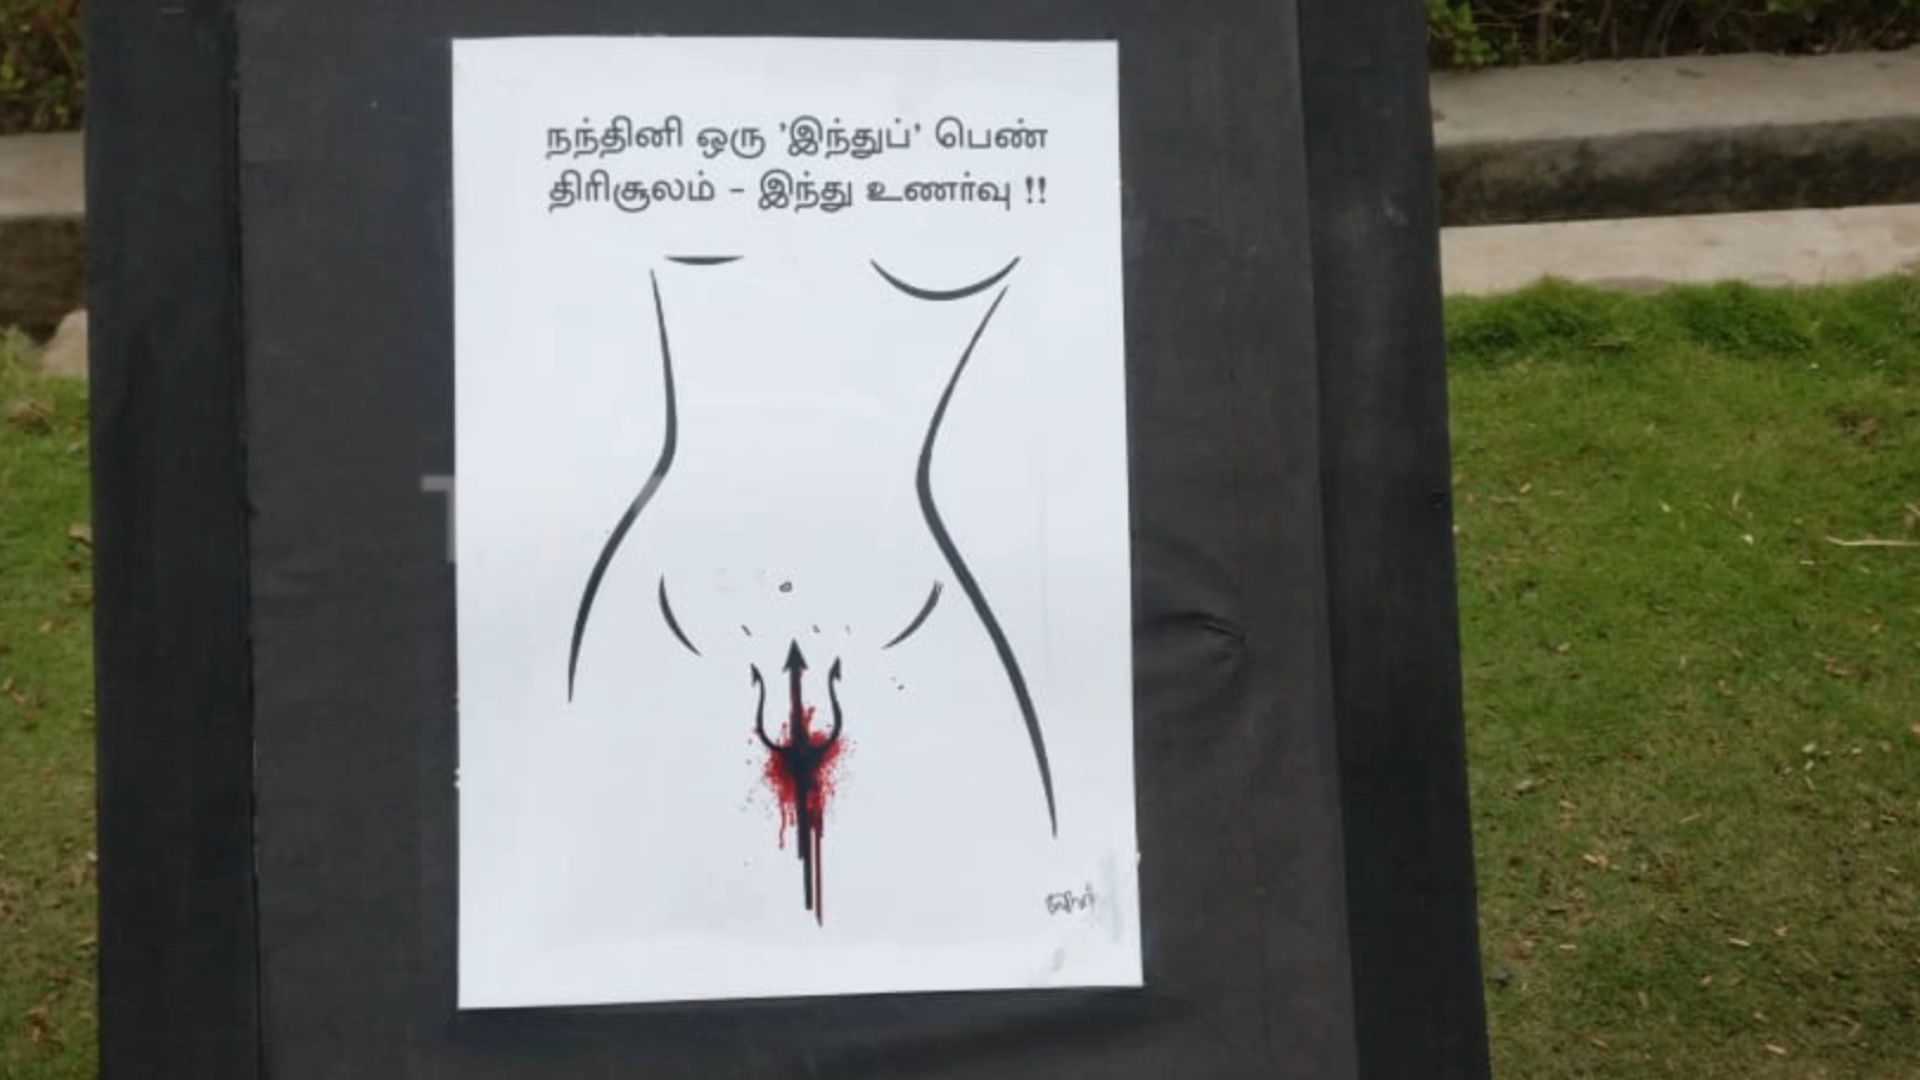 நந்தினி ஒரு 'இந்துப்' பெண்
திரிசூலம் - இந்து உணர்வு !!